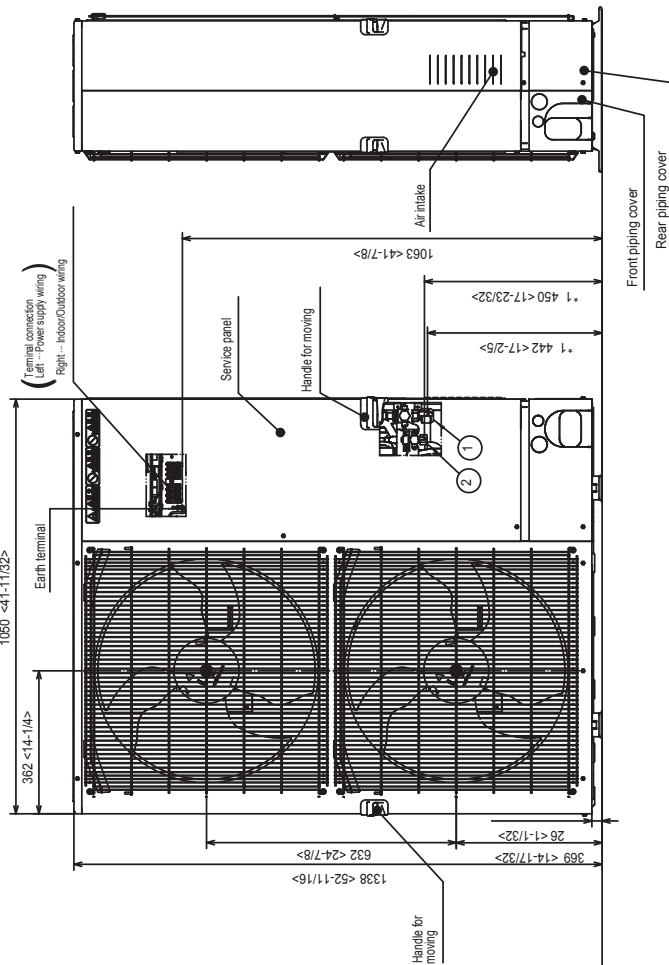 Terminal connection
Left ··· Power supply wiring
Right ··· Indoor/Outdoor wiring
1050 <41-11/32>
362 <14-1/4>
Earth terminal
Service panel
Handle for moving
Air intake
1063 <41-7/8>
*1 450 <17-23/32>
*1 442 <17-2/5>
Front piping cover
Rear piping cover
1
2
Handle for
moving
1338 <52-11/16>
632 <24-7/8>
369 <14-17/32>
26 <1-1/32>